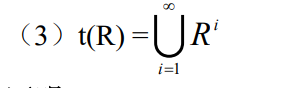 （3）t(R) =⋃_{i=1}^{∞} R^i